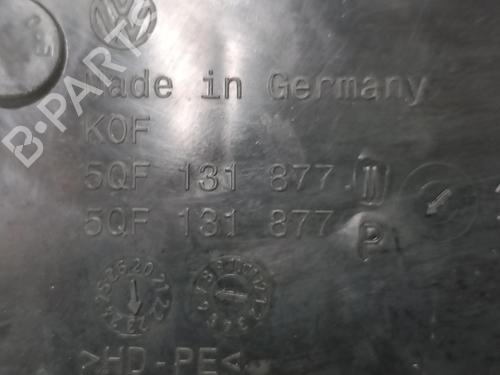 B-PARTS
Made in Germany
KOF
5QF 131 877
5QF 131 877 P
>HD-PE<